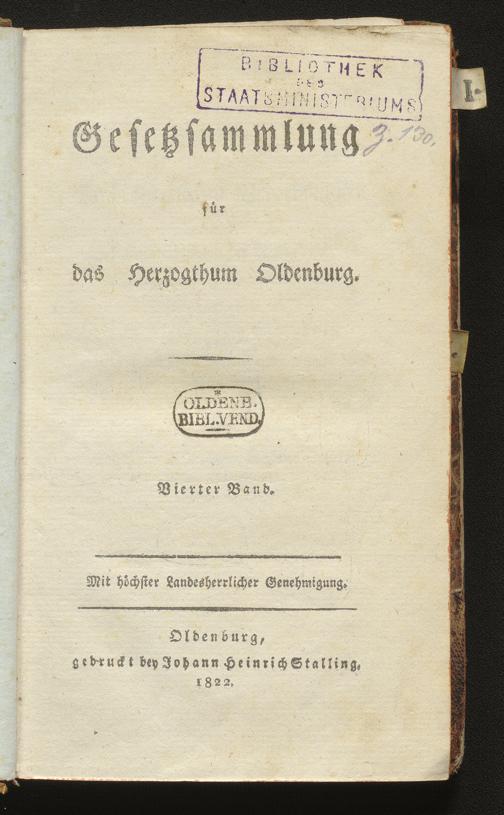 BIBLIOTHEK
DES
STAATSMINISTERIUMS
I.
Gesetzsammlung
3. 130.
für
das Herzogthum Oldenburg.
OLDENB.
BIBL. VEND.
Vierter Band.
Mit höchster Landesherrlicher Genehmigung.
Oldenburg,
gedruckt bey Johann Heinrich Stalling.
1822.